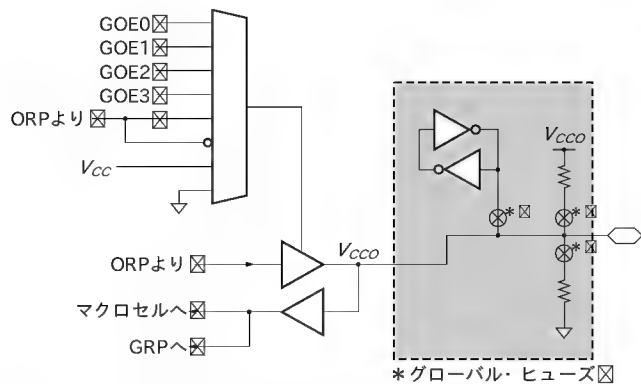 GOE0
GOE1
GOE2
GOE3
ORPより
VCC
ORPより
VCCO
マクロセルへ
GRPへ
VCCO
*
*
*
*グローバル・ヒューズ